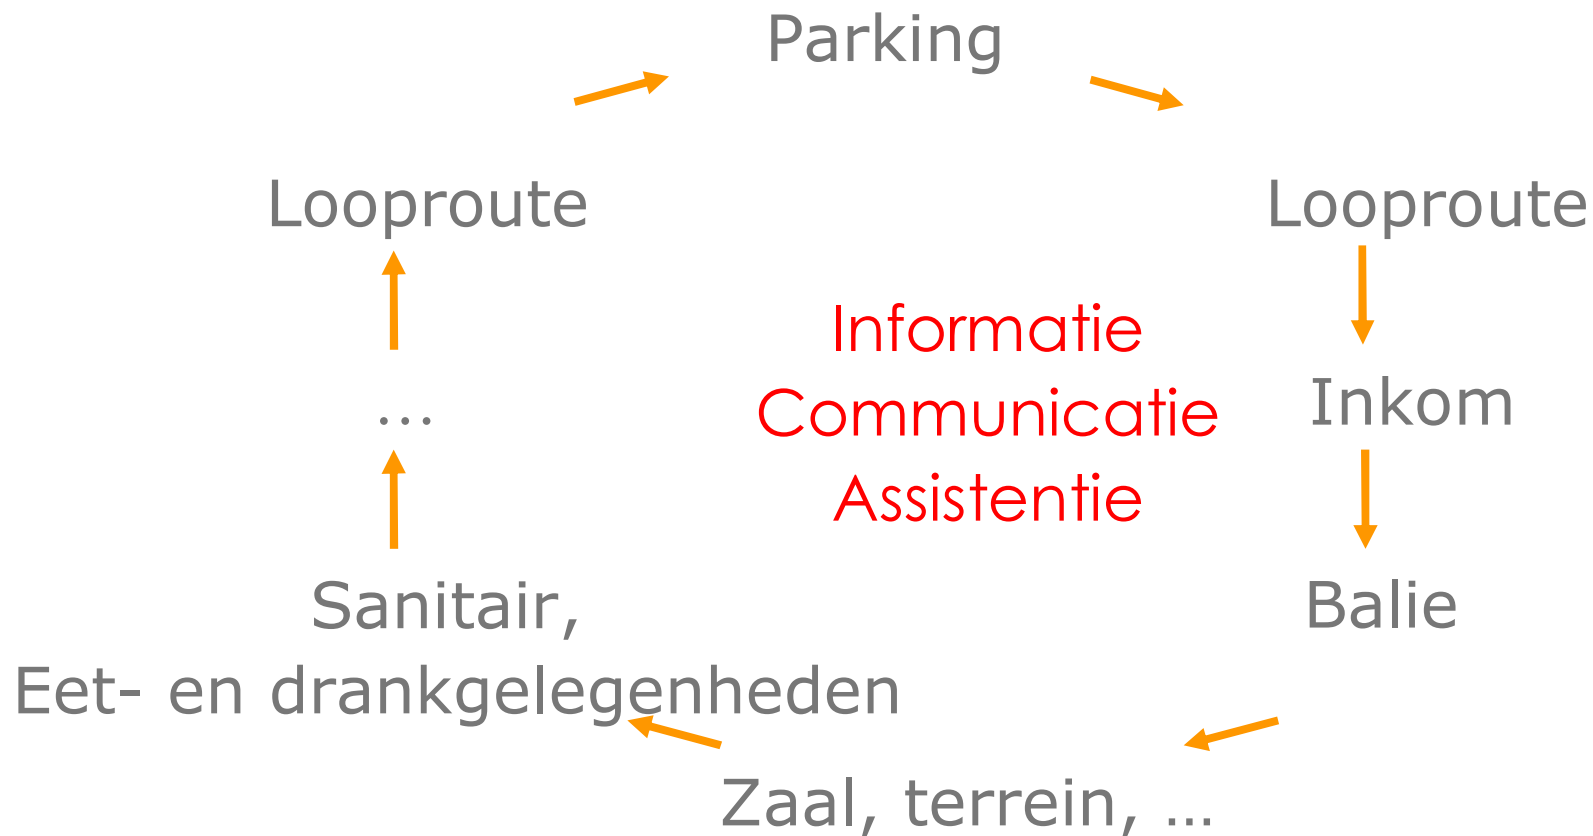 Parking
Looproute
Looproute
Informatie
Communicatie
Assistentie
...
Inkom
Sanitair,
Eet- en drankgelegenheden
Balie
Zaal, terrein, ...